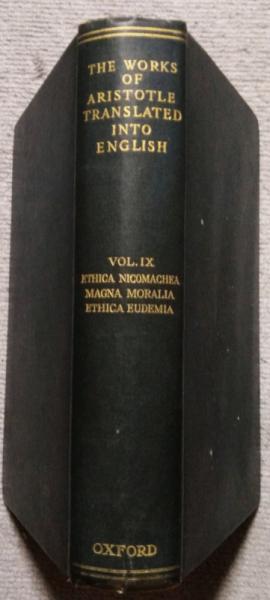 THE WORKS
OF
ARISTOTLE
TRANSLATED
INTO
ENGLISH
VOL. IX
ETHICA NICOMACHEA
MAGNA MORALIA
ETHICA EUDEMIA
OXFORD